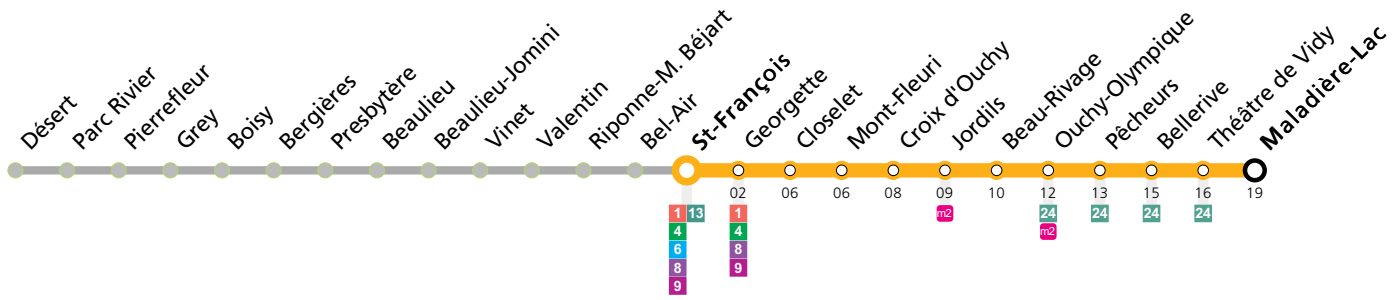 Désert
Parc Rivier
Pierrefleur
Grey
Boisy
Bergières
Presbytère
Beaulieu
Beaulieu-Jomini
Vinet
Valentin
Riponne-M. Béjart
Bel-Air
St-François
Georgette
Closelet
Mont-Fleuri
Croix d'Ouchy
Jordils
Beau-Rivage
Ouchy-Olympique
Pêcheurs
Bellerive
Théâtre de Vidy
Maladière-Lac
02 06 06 08 09 10 12 13 15 16 19
1 13 1 m2 24 24 24 24
4 4 m2
6 8
8 9
9